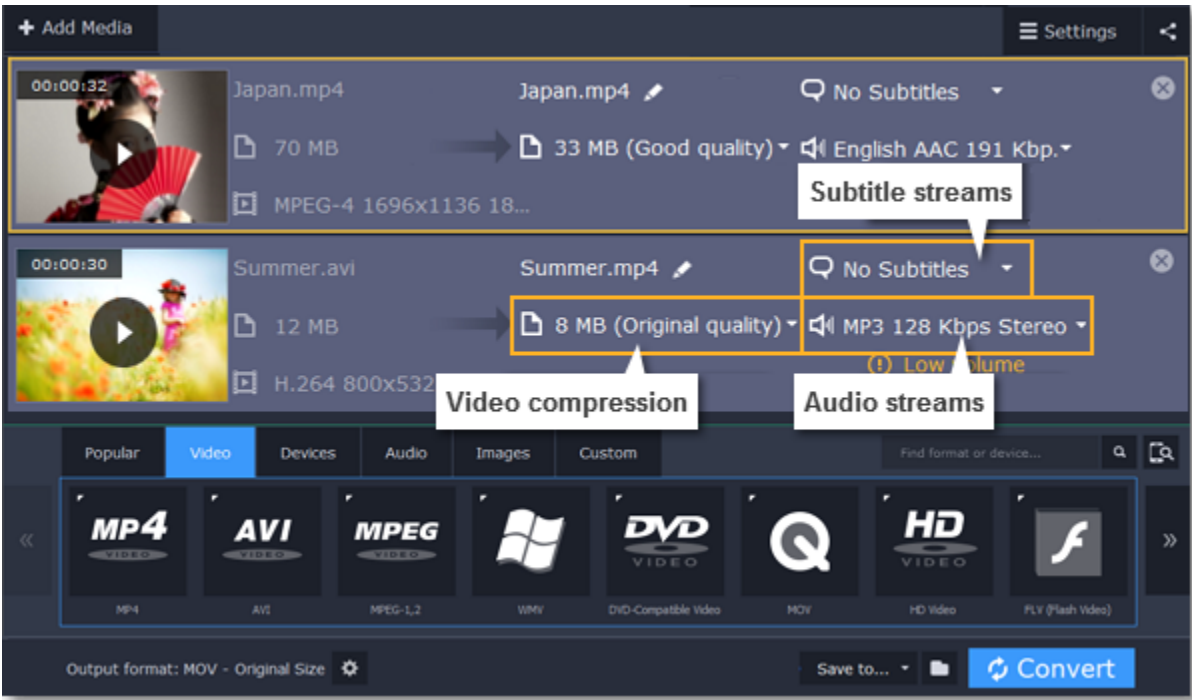 Add Media
Settings
00:00:32
Japan.mp4
Japan.mp4
No Subtitles
70 MB
33 MB (Good quality)
English AAC 191 Kbp.
MPEG-4 1696x1136 18...
Subtitle streams
00:00:30
Summer.avi
Summer.mp4
No Subtitles
12 MB
8 MB (Original quality)
MP3 128 Kbps Stereo
Low volume
H.264 800x532
Video compression
Audio streams
Popular
Video
Devices
Audio
Images
Custom
Find format or device...
MP4
VIDEO
AVI
VIDEO
MPEG
VIDEO
DVD
VIDEO
HD
VIDEO
MP4
AVI
MPEG-1,2
WMV
DVD-Compatible Video
MOV
HD Video
FLV (Flash Video)
Output format: MOV - Original Size
Save to...
Convert